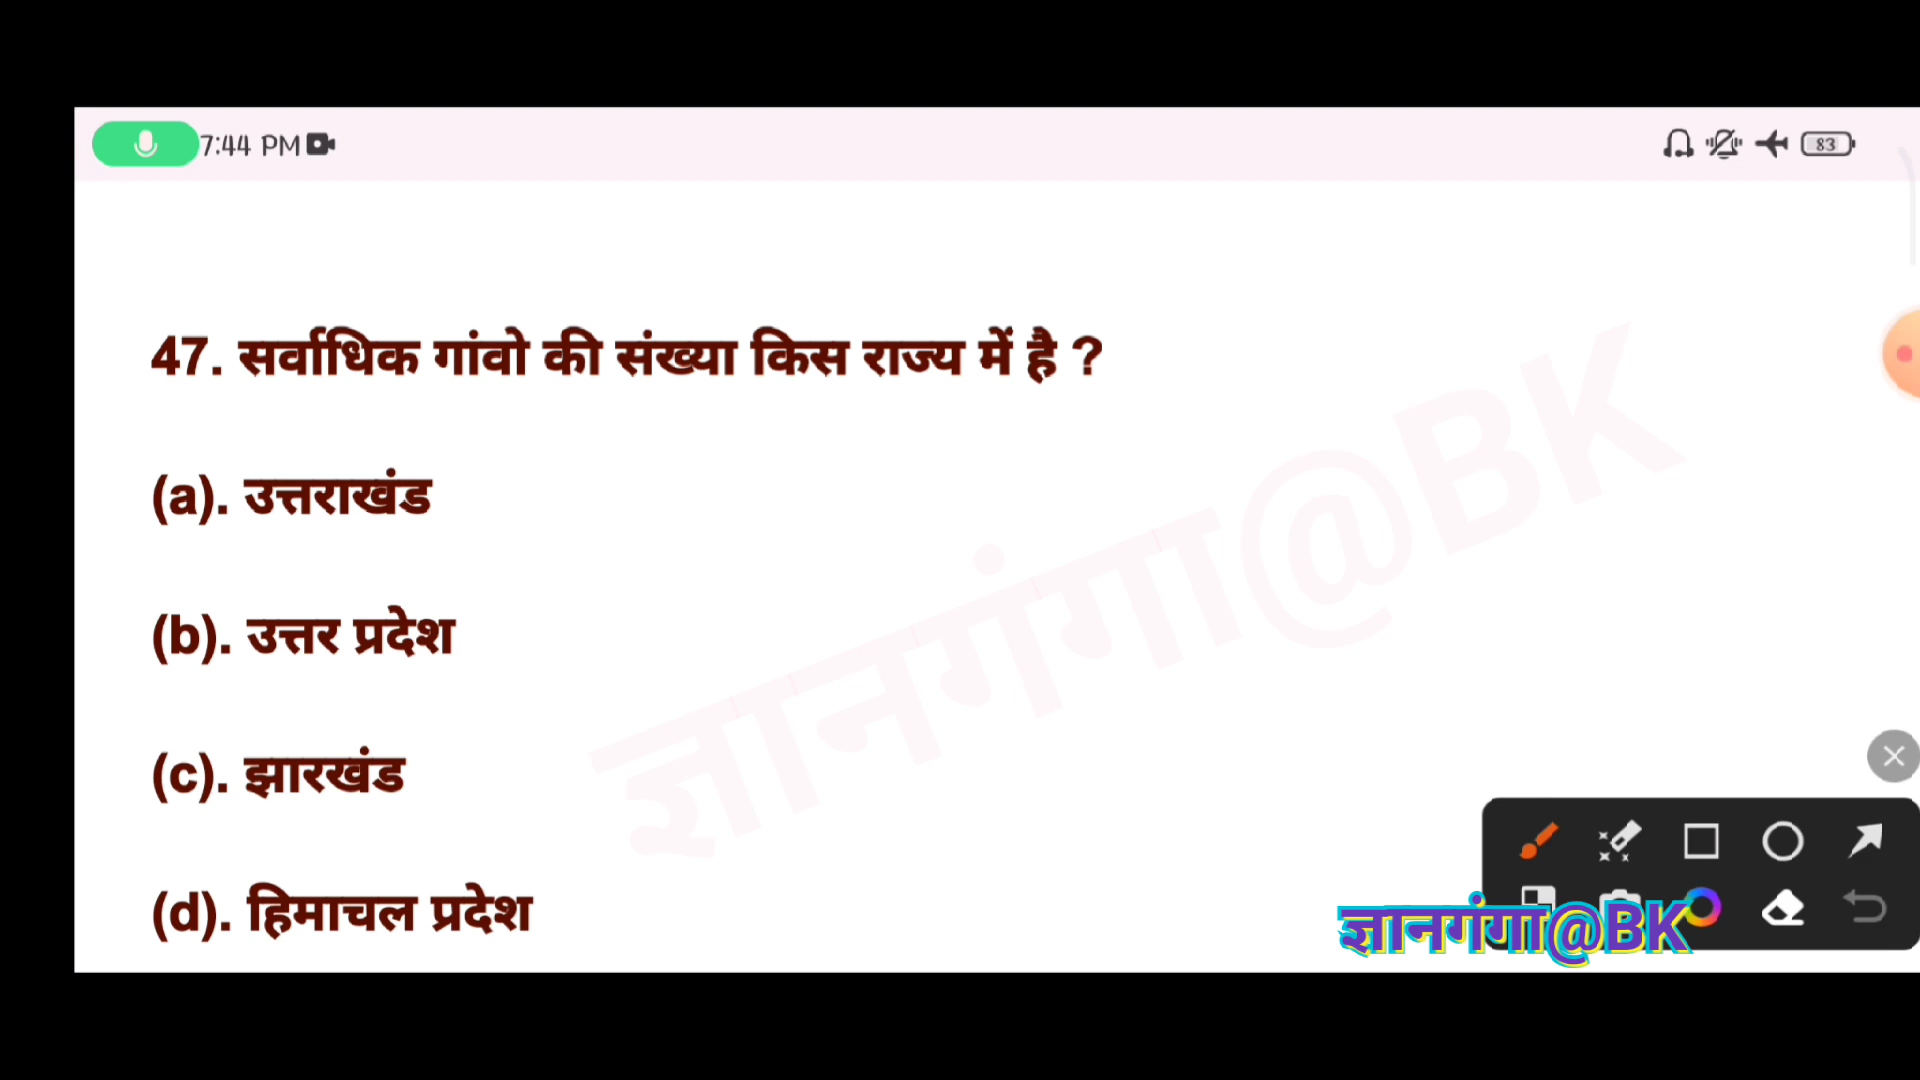 7:44 PM
83
47. सर्वाधिक गांवो की संख्या किस राज्य में है ?
(a). उत्तराखंड
(b). उत्तर प्रदेश
(c). झारखंड
(d). हिमाचल प्रदेश
ज्ञानगंगा@BK
ज्ञानगंगा@BK